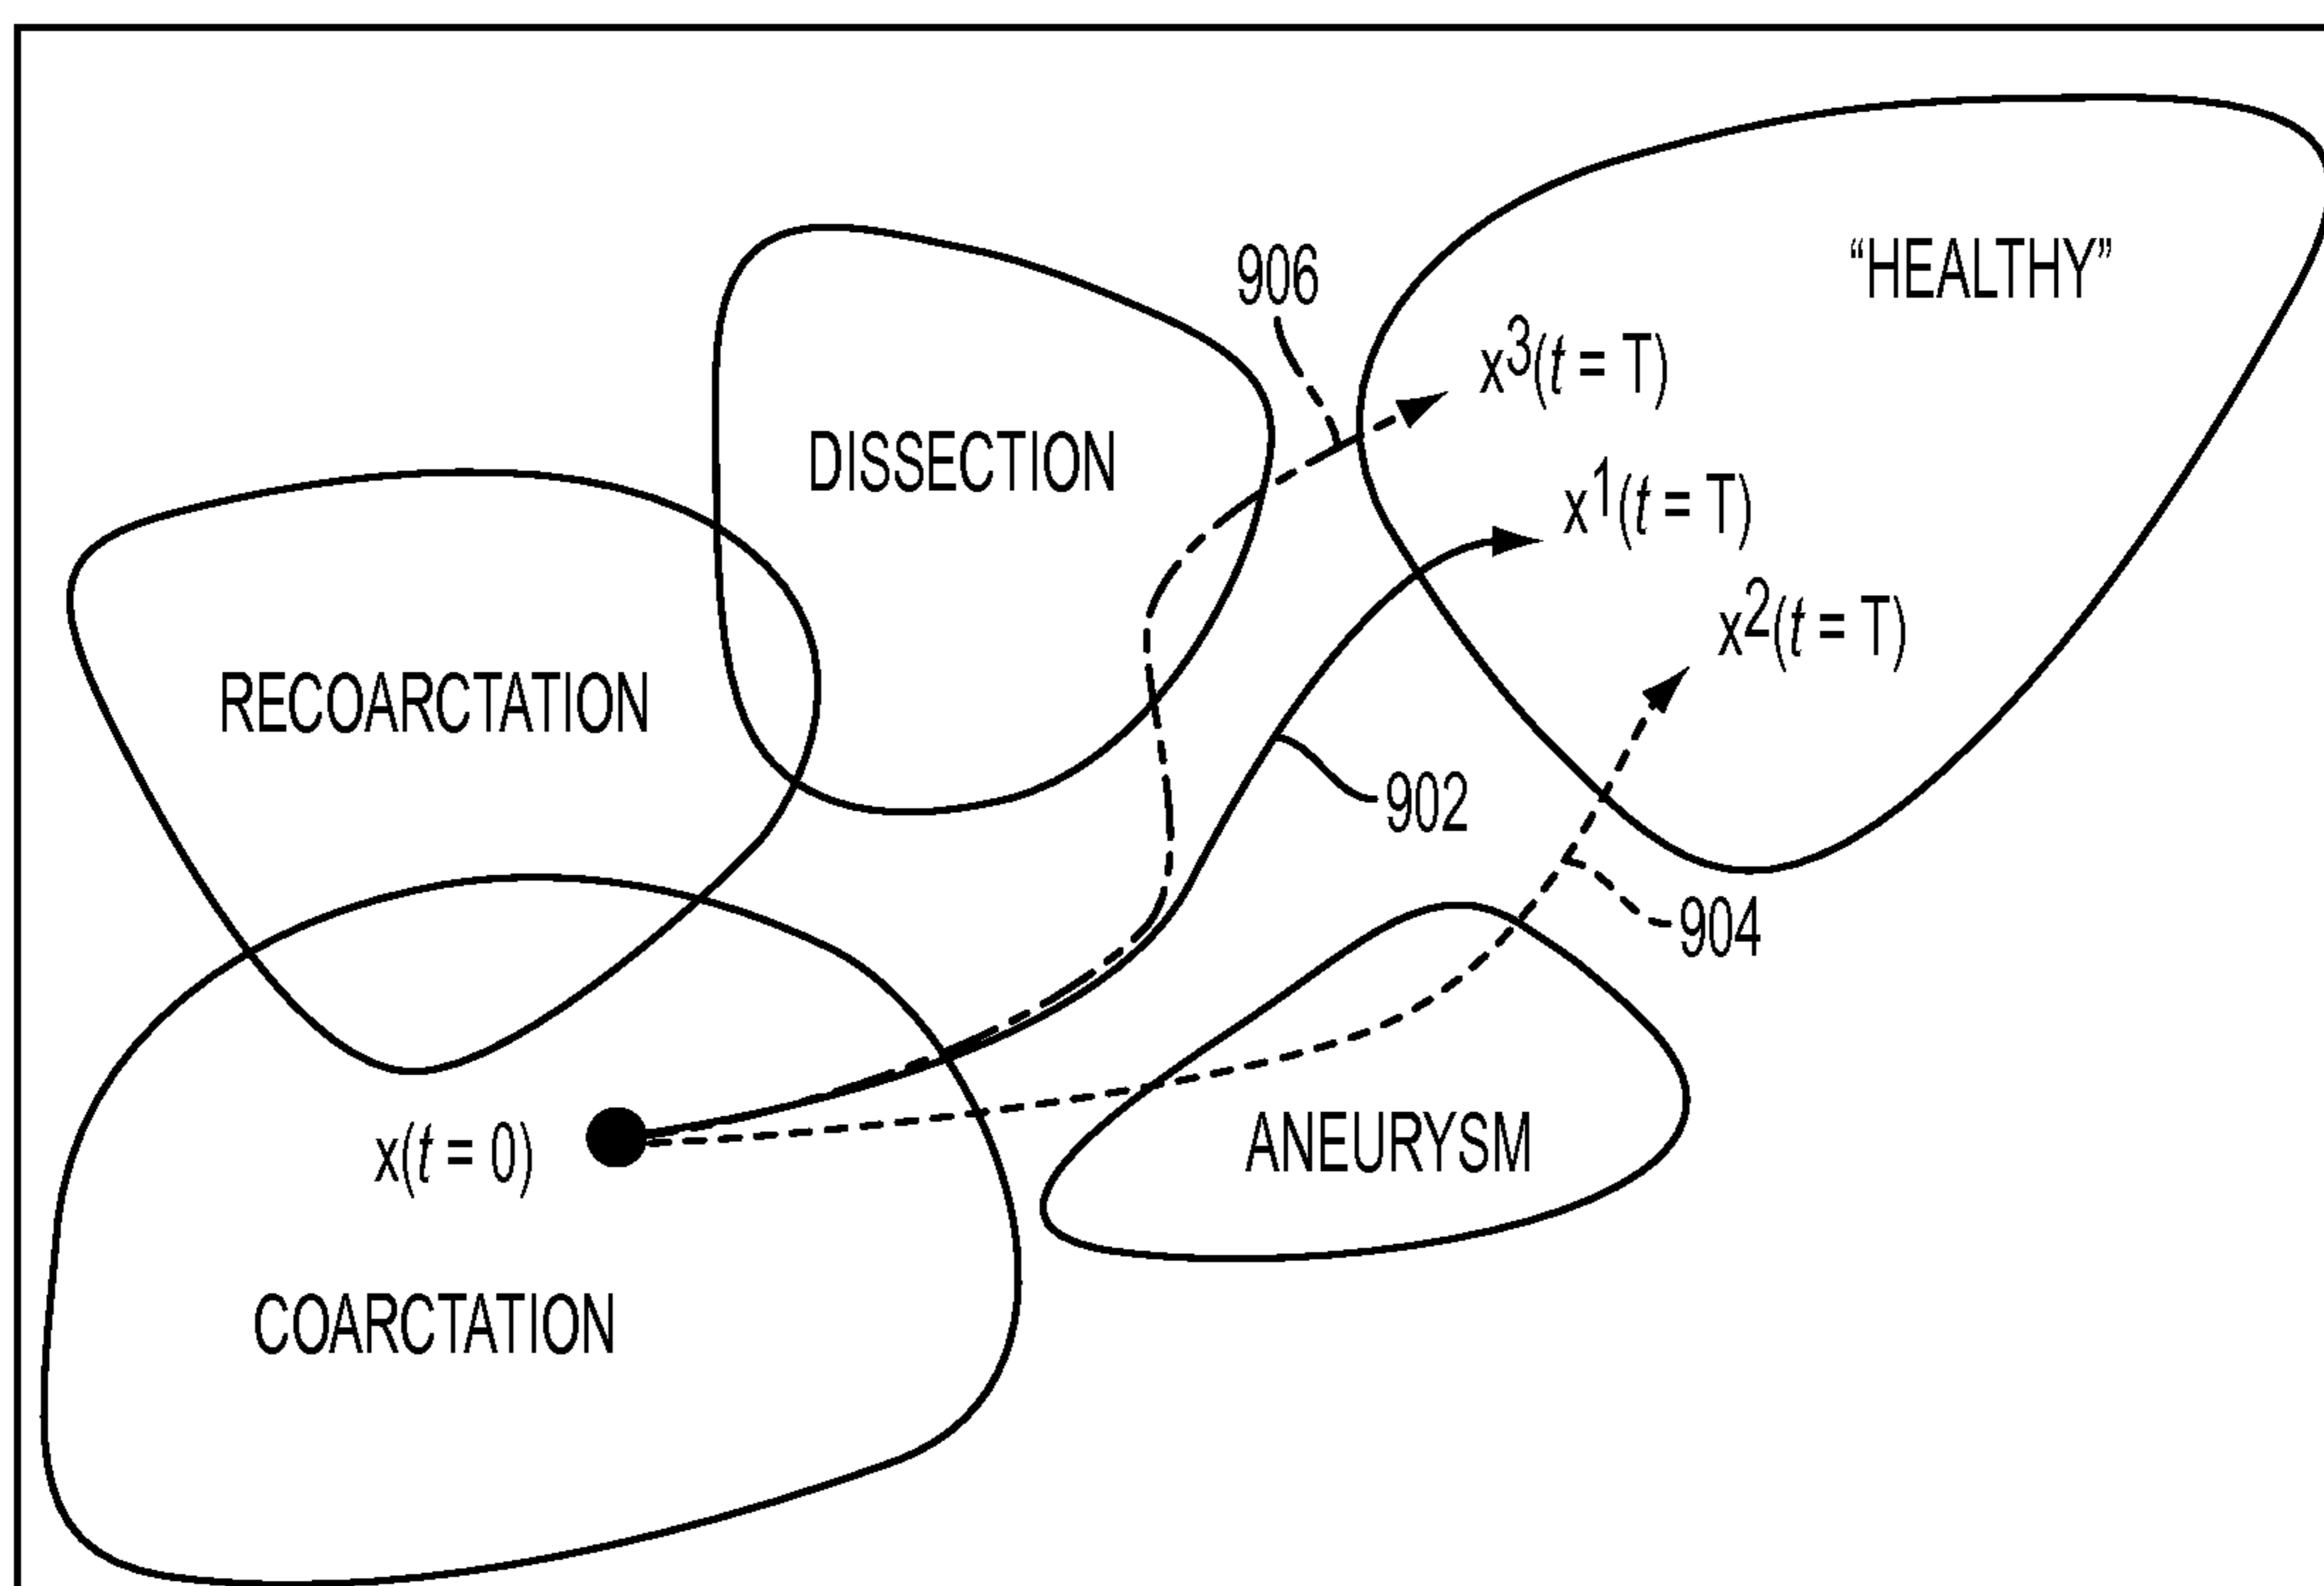 “HEALTHY”
906
x³(t = T)
DISSECTION
x¹(t = T)
x²(t = T)
RECOARCTATION
902
904
x(t = 0)
ANEURYSM
COARCTATION